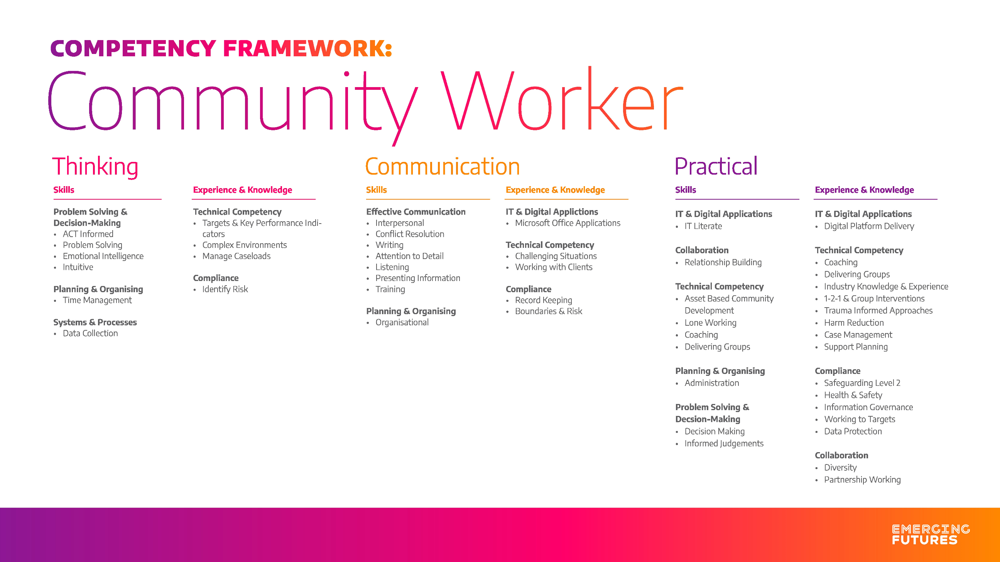 COMPETENCY FRAMEWORK:
Community Worker
Thinking
Skills
Problem Solving &
Decision-Making
• ACT Informed
• Problem Solving
• Emotional Intelligence
• Intuitive
Planning & Organising
• Time Management
Systems & Processes
• Data Collection
Experience & Knowledge
Technical Competency
• Targets & Key Performance Indi-
cators
• Complex Environments
• Manage Caseloads
Compliance
• Identify Risk
Communication
Skills
Effective Communication
• Interpersonal
• Conflict Resolution
• Writing
• Attention to Detail
• Listening
• Presenting Information
• Training
Planning & Organising
• Organisational
Experience & Knowledge
IT & Digital Applictions
• Microsoft Office Applications
Technical Competency
• Challenging Situations
• Working with Clients
Compliance
• Record Keeping
• Boundaries & Risk
Practical
Skills
IT & Digital Applications
• IT Literate
Collaboration
• Relationship Building
Technical Competency
• Asset Based Community
Development
• Lone Working
• Coaching
• Delivering Groups
Planning & Organising
• Administration
Problem Solving &
Decsion-Making
• Decision Making
• Informed Judgements
Experience & Knowledge
IT & Digital Applications
• Digital Platform Delivery
Technical Competency
• Coaching
• Delivering Groups
• Industry Knowledge & Experience
• 1-2-1 & Group Interventions
• Trauma Informed Approaches
• Harm Reduction
• Case Management
• Support Planning
Compliance
• Safeguarding Level 2
• Health & Safety
• Information Governance
• Working to Targets
• Data Protection
Collaboration
• Diversity
• Partnership Working
EMERGING
FUTURES